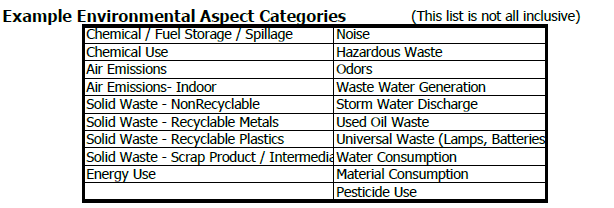 Example Environmental Aspect Categories (This list is not all inclusive)
Chemical / Fuel Storage / Spillage Noise
Chemical Use Hazardous Waste
Air Emissions Odors
Air Emissions- Indoor Waste Water Generation
Solid Waste - NonRecyclable Storm Water Discharge
Solid Waste - Recyclable Metals Used Oil Waste
Solid Waste - Recyclable Plastics Universal Waste (Lamps, Batteries
Solid Waste - Scrap Product / Intermedia Water Consumption
Energy Use Material Consumption
Pesticide Use